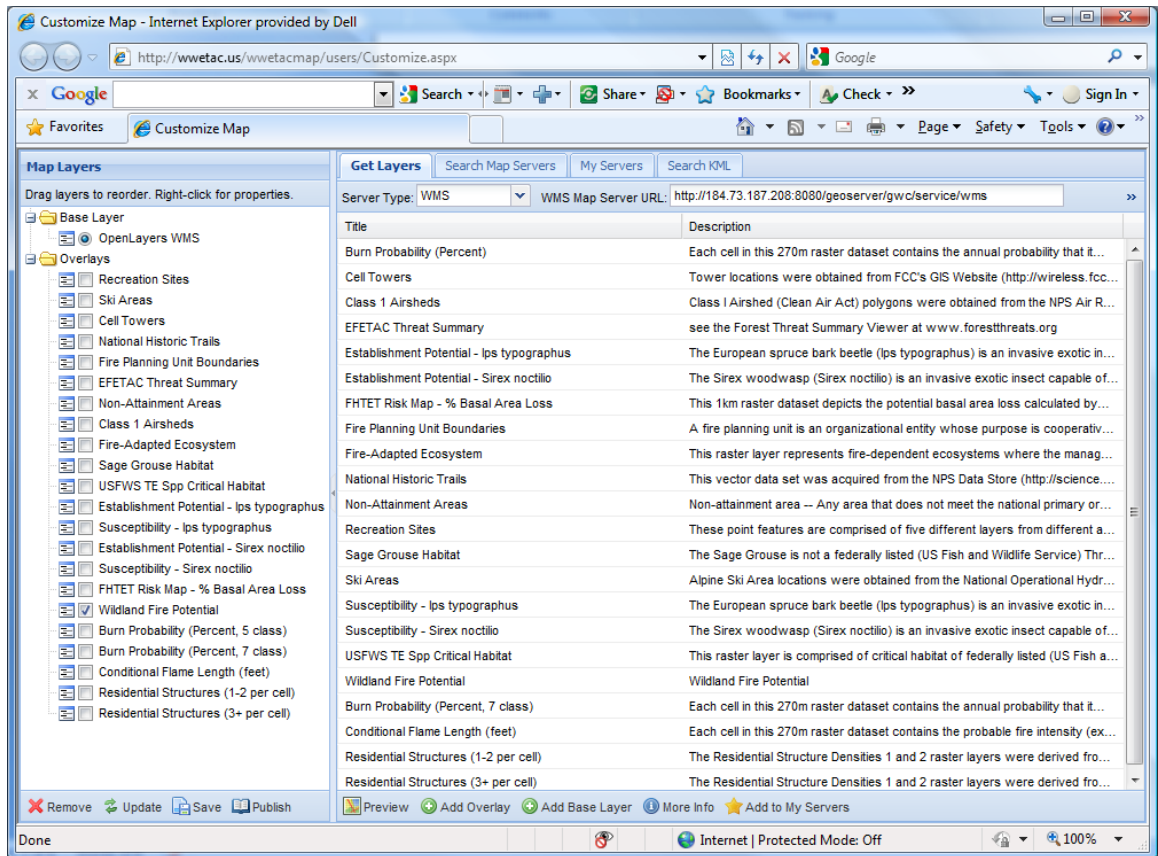 Customize Map - Internet Explorer provided by Dell
http://wwetac.us/wwetacmap/users/Customize.aspx
Google
x Google
Search
Share
Bookmarks
Check
»
Sign In
Favorites
Customize Map
Page
Safety
Tools
»
Map Layers
Drag layers to reorder. Right-click for properties.
Base Layer
OpenLayers WMS
Overlays
Recreation Sites
Ski Areas
Cell Towers
National Historic Trails
Fire Planning Unit Boundaries
EFETAC Threat Summary
Non-Attainment Areas
Class 1 Airsheds
Fire-Adapted Ecosystem
Sage Grouse Habitat
USFWS TE Spp Critical Habitat
Establishment Potential - Ips typographus
Susceptibility - Ips typographus
Establishment Potential - Sirex noctilio
Susceptibility - Sirex noctilio
FHTET Risk Map - % Basal Area Loss
Wildland Fire Potential
Burn Probability (Percent, 5 class)
Burn Probability (Percent, 7 class)
Conditional Flame Length (feet)
Residential Structures (1-2 per cell)
Residential Structures (3+ per cell)
Remove Update Save Publish
Get Layers Search Map Servers My Servers Search KML
Server Type: WMS WMS Map Server URL: http://184.73.187.208:8080/geoserver/gwc/service/wms »
Title Description
Burn Probability (Percent) Each cell in this 270m raster dataset contains the annual probability that it...
Cell Towers Tower locations were obtained from FCC's GIS Website (http://wireless.fcc...
Class 1 Airsheds Class I Airshed (Clean Air Act) polygons were obtained from the NPS Air R...
EFETAC Threat Summary see the Forest Threat Summary Viewer at www.forestthreats.org
Establishment Potential - Ips typographus The European spruce bark beetle (Ips typographus) is an invasive exotic in...
Establishment Potential - Sirex noctilio The Sirex woodwasp (Sirex noctilio) is an invasive exotic insect capable of...
FHTET Risk Map - % Basal Area Loss This 1km raster dataset depicts the potential basal area loss calculated by...
Fire Planning Unit Boundaries A fire planning unit is an organizational entity whose purpose is cooperativ...
Fire-Adapted Ecosystem This raster layer represents fire-dependent ecosystems where the manag...
National Historic Trails This vector data set was acquired from the NPS Data Store (http://science....
Non-Attainment Areas Non-attainment area -- Any area that does not meet the national primary or...
Recreation Sites These point features are comprised of five different layers from different a...
Sage Grouse Habitat The Sage Grouse is not a federally listed (US Fish and Wildlife Service) Thr...
Ski Areas Alpine Ski Area locations were obtained from the National Operational Hydr...
Susceptibility - Ips typographus The European spruce bark beetle (Ips typographus) is an invasive exotic in...
Susceptibility - Sirex noctilio The Sirex woodwasp (Sirex noctilio) is an invasive exotic insect capable of...
USFWS TE Spp Critical Habitat This raster layer is comprised of critical habitat of federally listed (US Fish a...
Wildland Fire Potential Wildland Fire Potential
Burn Probability (Percent, 7 class) Each cell in this 270m raster dataset contains the annual probability that it...
Conditional Flame Length (feet) Each cell in this 270m raster dataset contains the probable fire intensity (ex...
Residential Structures (1-2 per cell) The Residential Structure Densities 1 and 2 raster layers were derived fro...
Residential Structures (3+ per cell) The Residential Structure Densities 1 and 2 raster layers were derived fro...
Preview Add Overlay Add Base Layer More Info Add to My Servers
Done
Internet | Protected Mode: Off
100%